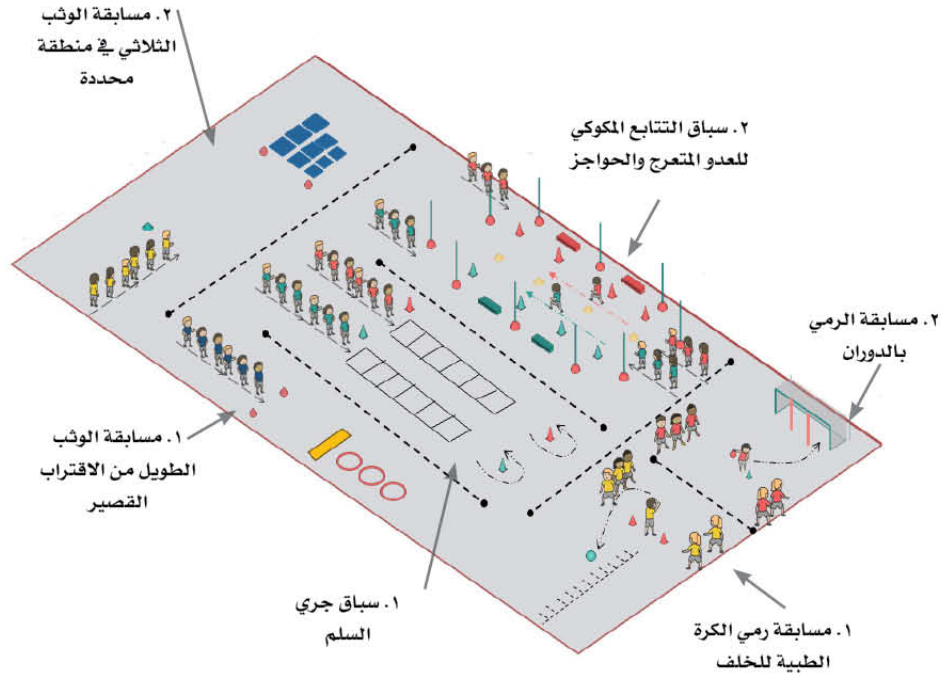 ٢. مسابقة الوثب
الثلاثي في منطقة
محددة
٢. سباق التتابع المكوكي
للعدو المتعرج والحواجز
٢. مسابقة الرمي
بالدوران
١. مسابقة الوثب
الطويل من الاقتراب
القصير
١. سباق جري
السلم
١. مسابقة رمي الكرة
الطبية للخلف